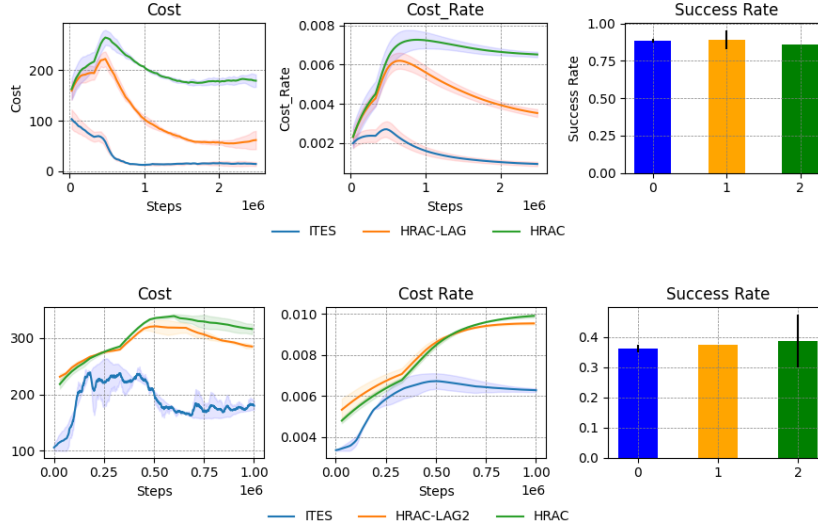 Cost
Cost_Rate
Success Rate
Cost
200
100
0
0
1
2
1e6
Steps
Cost_Rate
0.008
0.006
0.004
0.002
0
1
2
1e6
Steps
Success Rate
1.00
0.75
0.50
0.25
0.00
0
1
2
ITES
HRAC-LAG
HRAC
Cost
Cost Rate
Success Rate
300
200
100
0.00
0.25
0.50
0.75
1.00
1e6
Steps
0.010
0.008
0.006
0.004
0.00
0.25
0.50
0.75
1.00
1e6
Steps
0.4
0.3
0.2
0.1
0.0
0
1
2
ITES
HRAC-LAG2
HRAC